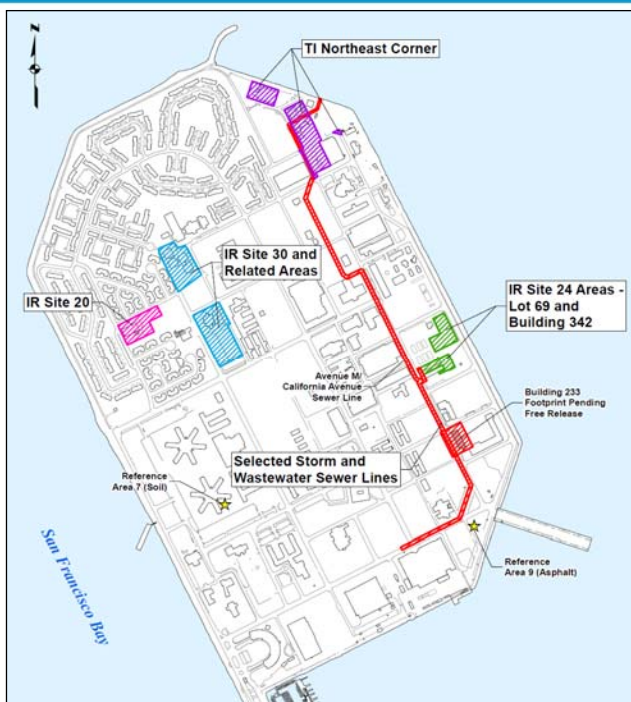 N
TI Northeast Corner
IR Site 30 and
Related Areas
IR Site 20
IR Site 24 Areas -
Lot 69 and
Building 342
Avenue M/
California Avenue
Sewer Line
Building 233
Footprint Pending
Free Release
Selected Storm and
Wastewater Sewer Lines
Reference
Area 7 (Soil)
Reference
Area 9 (Asphalt)
San Francisco Bay